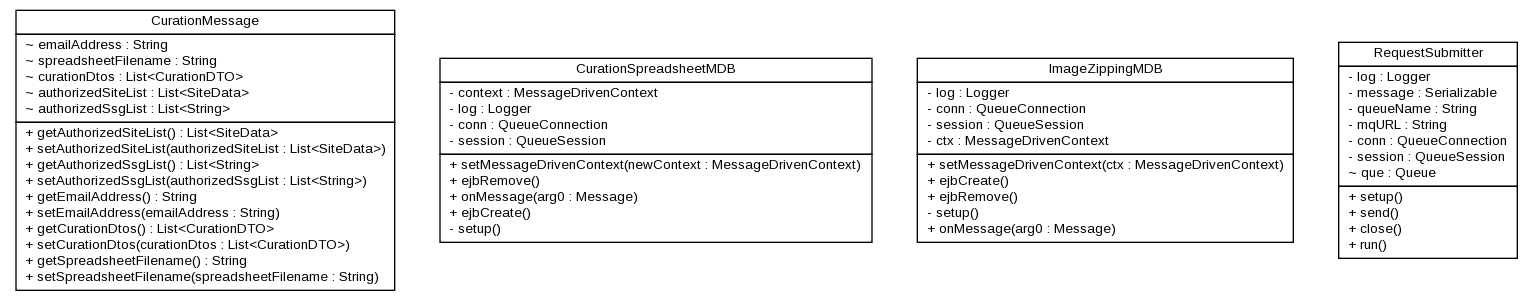 CurationMessage
~ emailAddress : String
~ spreadsheetFilename : String
~ curationDtos : List<CurationDTO>
~ authorizedSiteList : List<SiteData>
~ authorizedSsgList : List<String>
+ getAuthorizedSiteList() : List<SiteData>
+ setAuthorizedSiteList(authorizedSiteList : List<SiteData>)
+ getAuthorizedSsgList() : List<String>
+ setAuthorizedSsgList(authorizedSsgList : List<String>)
+ getEmailAddress() : String
+ setEmailAddress(emailAddress : String)
+ getCurationDtos() : List<CurationDTO>
+ setCurationDtos(curationDtos : List<CurationDTO>)
+ getSpreadsheetFilename() : String
+ setSpreadsheetFilename(spreadsheetFilename : String)
CurationSpreadsheetMDB
- context : MessageDrivenContext
- log : Logger
- conn : QueueConnection
- session : QueueSession
+ setMessageDrivenContext(newContext : MessageDrivenContext)
+ ejbRemove()
+ onMessage(arg0 : Message)
+ ejbCreate()
- setup()
ImageZippingMDB
- log : Logger
- conn : QueueConnection
- session : QueueSession
- ctx : MessageDrivenContext
+ setMessageDrivenContext(ctx : MessageDrivenContext)
+ ejbCreate()
+ ejbRemove()
- setup()
+ onMessage(arg0 : Message)
RequestSubmitter
- log : Logger
- message : Serializable
- queueName : String
- mqURL : String
- conn : QueueConnection
- session : QueueSession
~ que : Queue
+ setup()
+ send()
+ close()
+ run()